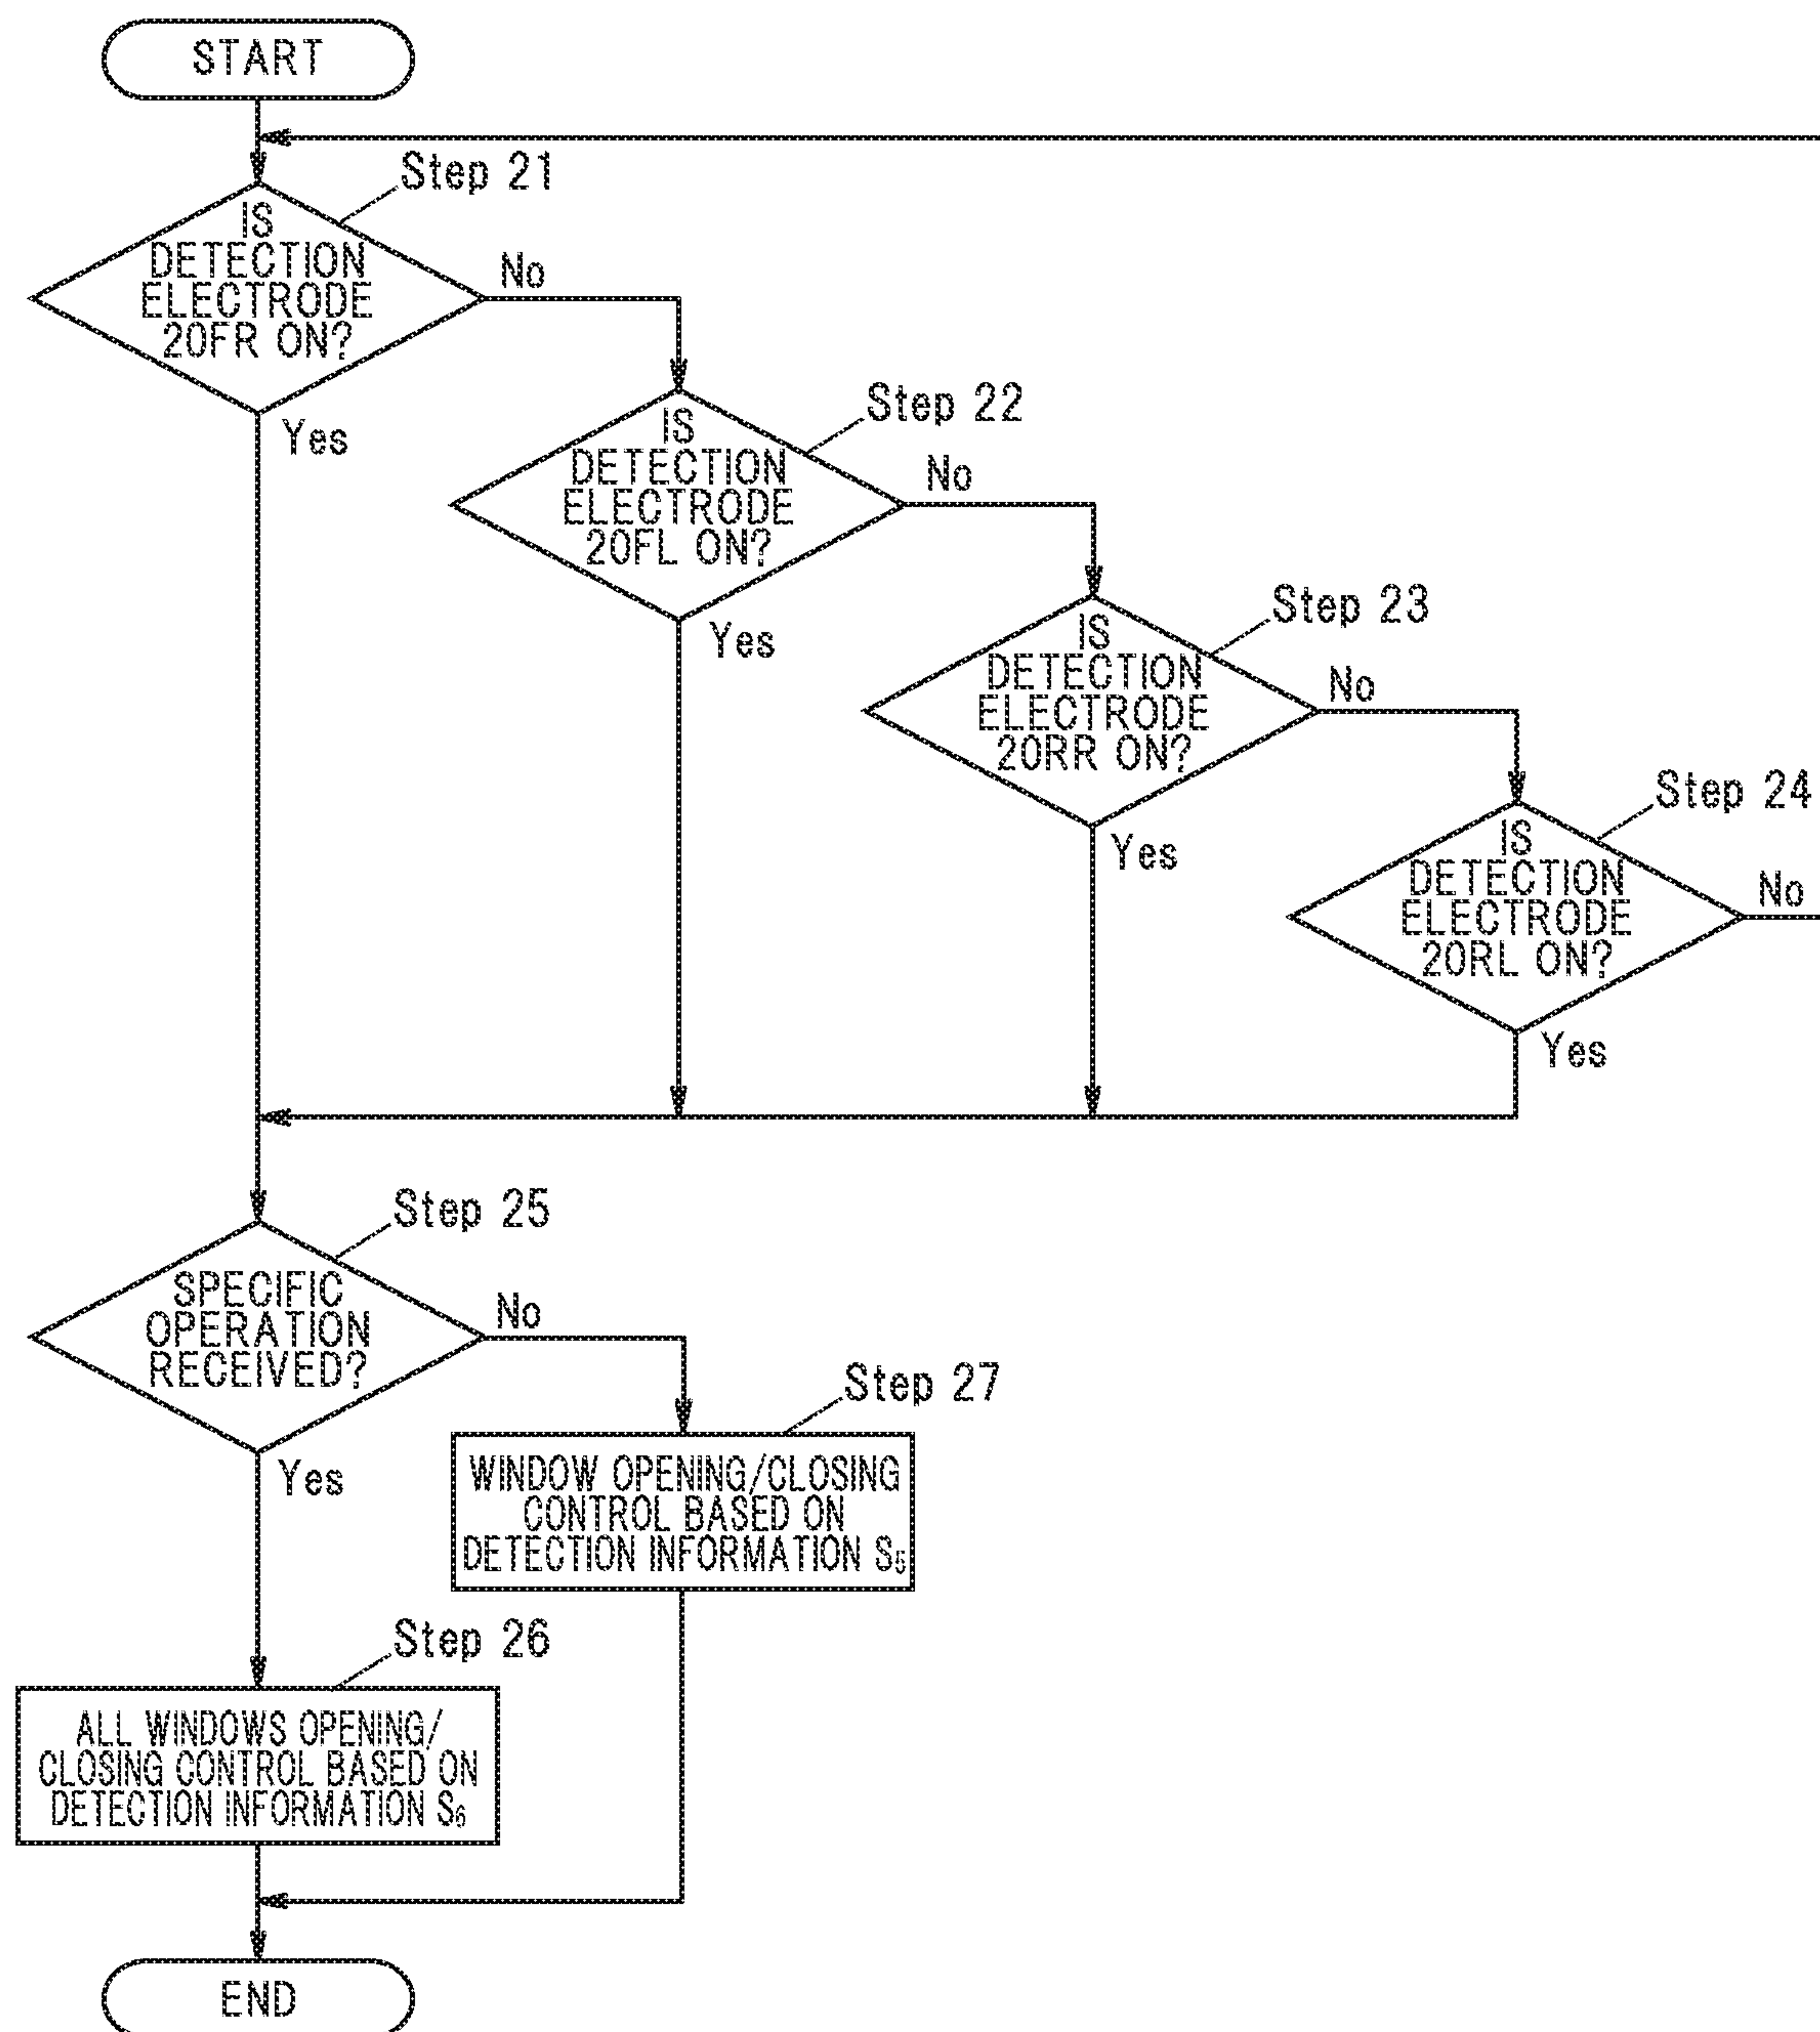 START
Step 21
IS
DETECTION
ELECTRODE
20FR ON?
No
Yes
Step 22
IS
DETECTION
ELECTRODE
20FL ON?
No
Yes
Step 23
IS
DETECTION
ELECTRODE
20RR ON?
No
Yes
Step 24
IS
DETECTION
ELECTRODE
20RL ON?
No
Yes
Step 25
SPECIFIC
OPERATION
RECEIVED?
No
Yes
Step 27
WINDOW OPENING/CLOSING
CONTROL BASED ON
DETECTION INFORMATION S5
Step 26
ALL WINDOWS OPENING/
CLOSING CONTROL BASED ON
DETECTION INFORMATION S6
END